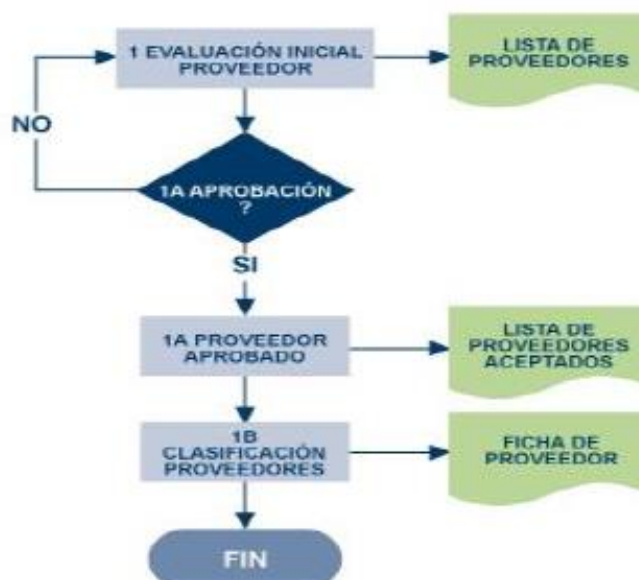 1 EVALUACIÓN INICIAL
PROVEEDOR
LISTA DE
PROVEEDORES
NO
1A APROBACIÓN
?
SI
1A PROVEEDOR
APROBADO
LISTA DE
PROVEEDORES
ACEPTADOS
1B
CLASIFICACIÓN
PROVEEDORES
FICHA DE
PROVEEDOR
FIN